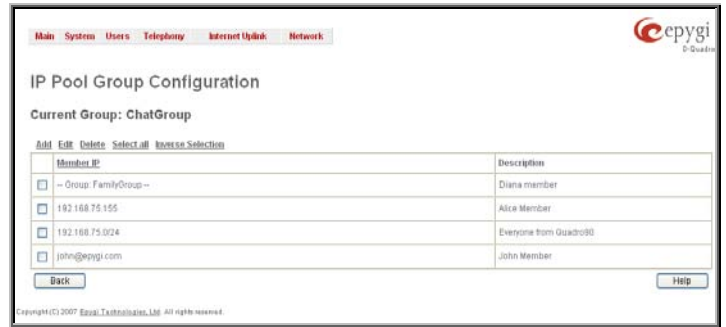 Main System Users Telephony Internet Uplink Network
epygi
D-Quadro
IP Pool Group Configuration
Current Group: ChatGroup
Add Edit Delete Select all Inverse Selection
Member IP Description
-- Group: FamilyGroup -- Diana member
192.168.75.155 Alice Member
192.168.75.0/24 Everyone from Quadro90
john@epygi.com John Member
Back Help
Copyright (C) 2007 Epygi Technologies, Ltd. All rights reserved.